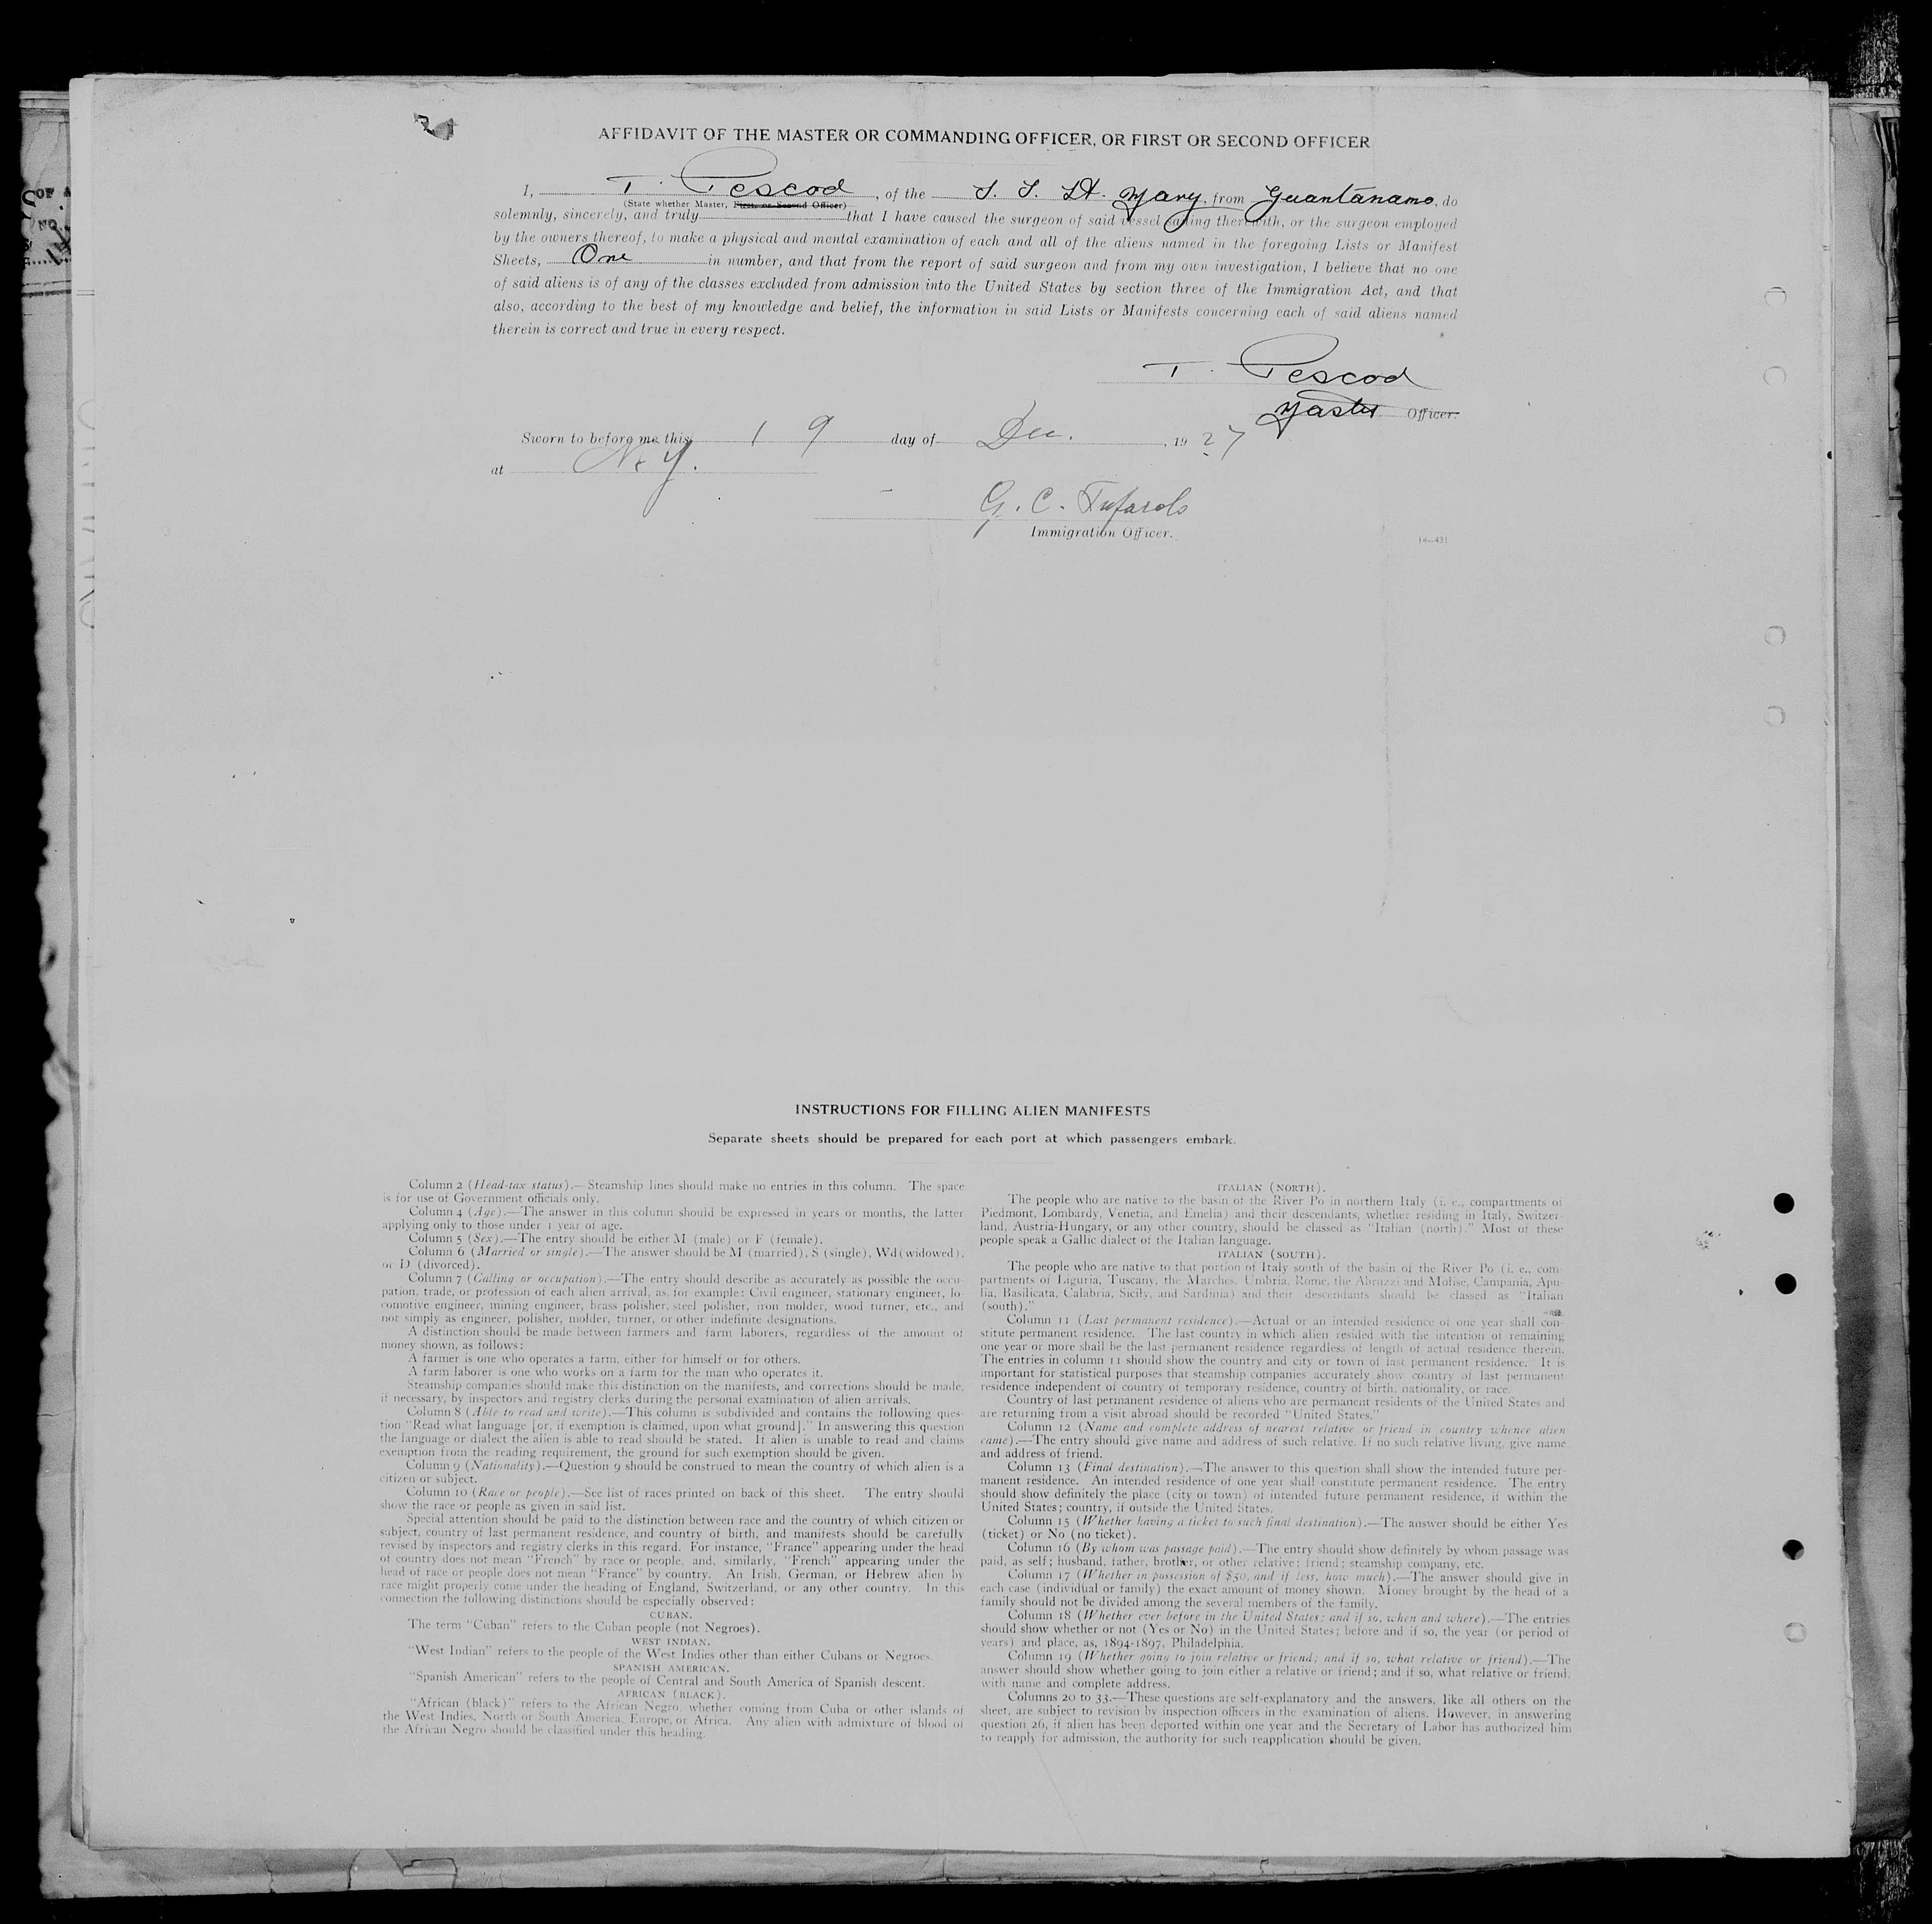 AFFIDAVIT OF THE MASTER OR COMMANDING OFFICER, OR FIRST OR SECOND OFFICER
I, T. Pescod, of the S. S. St. Mary, from Guantánamo, do
(State whether Master, First, or Second Officer)
solemnly, sincerely, and truly that I have caused the surgeon of said vessel sailing therewith, or the surgeon employed
by the owners thereof, to make a physical and mental examination of each and all of the aliens named in the foregoing Lists or Manifest
Sheets, One in number, and that from the report of said surgeon and from my own investigation, I believe that no one
of said aliens is of any of the classes excluded from admission into the United States by section three of the Immigration Act, and that
also, according to the best of my knowledge and belief, the information in said Lists or Manifests concerning each of said aliens named
therein is correct and true in every respect.
T. Pescod
Master Officer.
Sworn to before me this 19 day of Dec., 1927
at N.Y.
G. C.
Immigration Officer.
14-431
INSTRUCTIONS FOR FILLING ALIEN MANIFESTS
Separate sheets should be prepared for each port at which passengers embark.
Column 2 (Head-tax status).—Steamship lines should make no entries in this column. The space
is for use of Government officials only.
Column 4 (Age).—The answer in this column should be expressed in years or months, the latter
applying only to those under 1 year of age.
Column 5 (Sex).—The entry should be either M (male) or F (female).
Column 6 (Married or single).—The answer should be M (married), S (single), Wd (widowed),
or D (divorced).
Column 7 (Calling or occupation).—The entry should describe as accurately as possible the occu-
pation, trade, or profession of each alien arrival, as, for example: Civil engineer, stationary engineer, lo-
comotive engineer, mining engineer, brass polisher, steel polisher, iron molder, wood turner, etc., and
not simply as engineer, polisher, molder, turner, or other indefinite designations.
A distinction should be made between farmers and farm laborers, regardless of the amount of
money shown, as follows:
A farmer is one who operates a farm, either for himself or for others.
A farm laborer is one who works on a farm for the man who operates it.
Steamship companies should make this distinction on the manifests, and corrections should be made,
if necessary, by inspectors and registry clerks during the personal examination of alien arrivals.
Column 8 (Able to read and write).—This column is subdivided and contains the following ques-
tion "Read what language [or, if exemption is claimed, upon what ground]." In answering this question
the language or dialect the alien is able to read should be stated. If alien is unable to read and claims
exemption from the reading requirement, the ground for such exemption should be given.
Column 9 (Nationality).—Question 9 should be construed to mean the country of which alien is a
citizen or subject.
Column 10 (Race or people).—See list of races printed on back of this sheet. The entry should
show the race or people as given in said list.
Special attention should be paid to the distinction between race and the country of which citizen or
subject, country of last permanent residence, and country of birth, and manifests should be carefully
revised by inspectors and registry clerks in this regard. For instance, "France" appearing under the head
of country does not mean "French" by race or people, and, similarly, "French" appearing under the
head of race or people does not mean "France" by country. An Irish, German, or Hebrew alien by
race might properly come under the heading of England, Switzerland, or any other country. In this
connection the following distinctions should be especially observed:
CUBAN.
The term "Cuban" refers to the Cuban people (not Negroes).
WEST INDIAN.
"West Indian" refers to the people of the West Indies other than either Cubans or Negroes.
SPANISH AMERICAN.
"Spanish American" refers to the people of Central and South America of Spanish descent.
AFRICAN (BLACK).
"African (black)" refers to the African Negro, whether coming from Cuba or other islands of
the West Indies, North or South America, Europe, or Africa. Any alien with admixture of blood of
the African Negro should be classified under this heading.
ITALIAN (NORTH).
The people who are native to the basin of the River Po in northern Italy (i. e., compartments of
Piedmont, Lombardy, Venetia, and Emelia) and their descendants, whether residing in Italy, Switzer-
land, Austria-Hungary, or any other country, should be classed as "Italian (north)." Most of these
people speak a Gallic dialect of the Italian language.
ITALIAN (SOUTH).
The people who are native to that portion of Italy south of the basin of the River Po (i. e., com-
partments of Liguria, Tuscany, the Marches, Umbria, Rome, the Abruzzi and Molise, Campania, Apu-
lia, Basilicata, Calabria, Sicily, and Sardinia) and their descendants should be classed as "Italian
(south)."
Column 11 (Last permanent residence).—Actual or an intended residence of one year shall con-
stitute permanent residence. The last country in which alien resided with the intention of remaining
one year or more shall be the last permanent residence regardless of length of actual residence therein.
The entries in column 11 should show the country and city or town of last permanent residence. It is
important for statistical purposes that steamship companies accurately show country of last permanent
residence independent of country of temporary residence, country of birth, nationality, or race.
Country of last permanent residence of aliens who are permanent residents of the United States and
are returning from a visit abroad should be recorded "United States."
Column 12 (Name and complete address of nearest relative or friend in country whence alien
came).—The entry should give name and address of such relative. If no such relative living, give name
and address of friend.
Column 13 (Final destination).—The answer to this question shall show the intended future per-
manent residence. An intended residence of one year shall constitute permanent residence. The entry
should show definitely the place (city or town) of intended future permanent residence, if within the
United States; country, if outside the United States.
Column 15 (Whether having a ticket to such final destination).—The answer should be either Yes
(ticket) or No (no ticket).
Column 16 (By whom was passage paid).—The entry should show definitely by whom passage was
paid, as self; husband, father, brother, or other relative; friend; steamship company, etc.
Column 17 (Whether in possession of $50, and if less, how much).—The answer should give in
each case (individual or family) the exact amount of money shown. Money brought by the head of a
family should not be divided among the several members of the family.
Column 18 (Whether ever before in the United States; and if so, when and where).—The entries
should show whether or not (Yes or No) in the United States; before and if so, the year (or period of
years) and place, as, 1894-1897, Philadelphia.
Column 19 (Whether going to join relative or friend; and if so, what relative or friend).—The
answer should show whether going to join either a relative or friend; and if so, what relative or friend,
with name and complete address.
Columns 20 to 33.—These questions are self-explanatory and the answers, like all others on the
sheet, are subject to revision by inspection officers in the examination of aliens. However, in answering
question 26, if alien has been deported within one year and the Secretary of Labor has authorized him
to reapply for admission, the authority for such reapplication should be given.